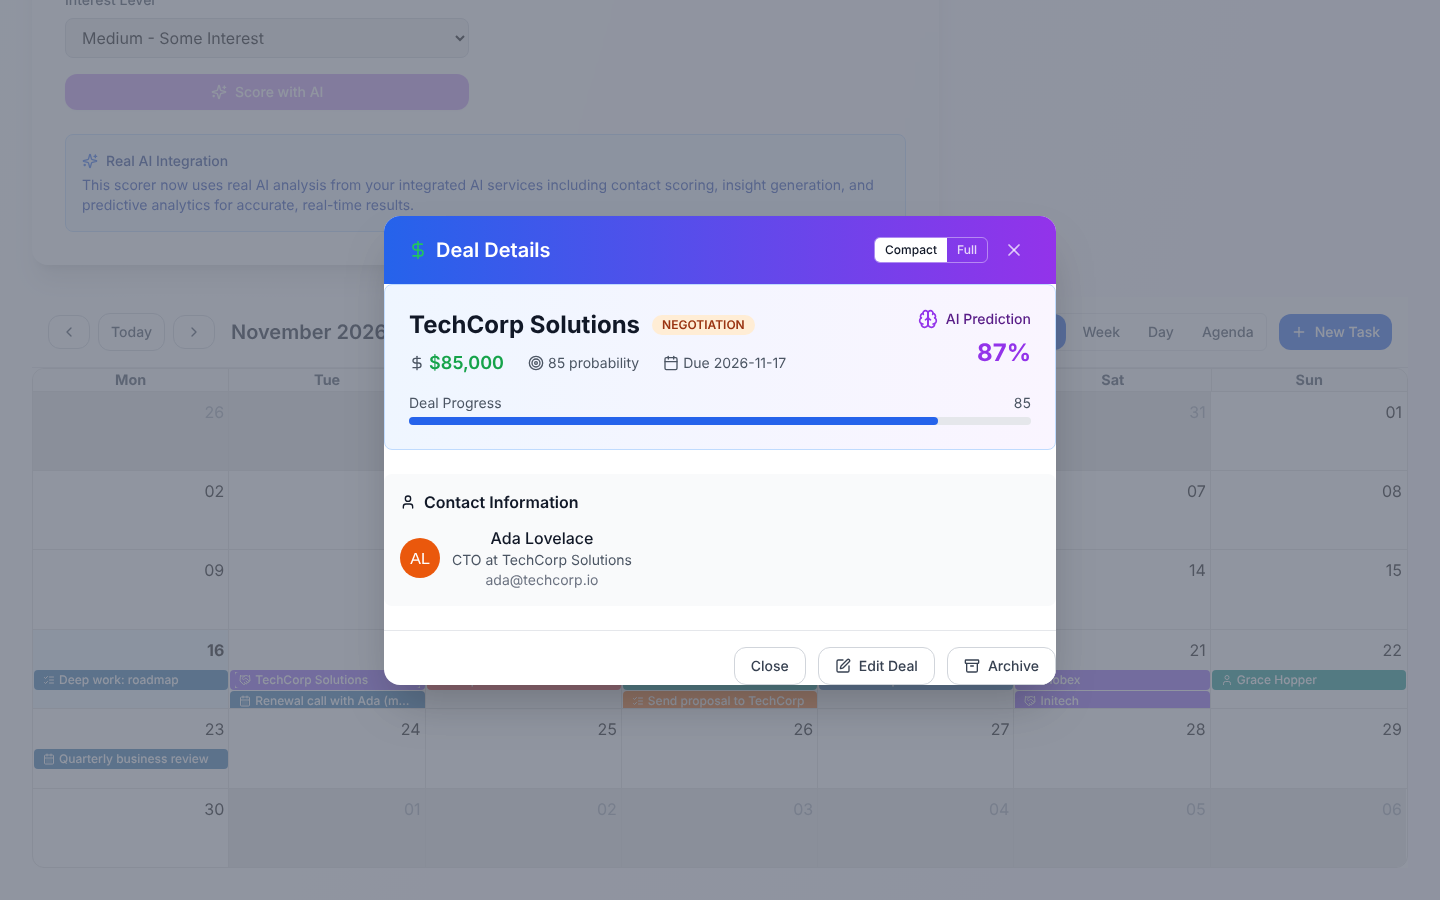 Interest Level
Medium - Some Interest
Score with AI
Real AI Integration
This scorer now uses real AI analysis from your integrated AI services including contact scoring, insight generation, and
predictive analytics for accurate, real-time results.
Deal Details
Compact
Full
TechCorp Solutions
NEGOTIATION
$85,000
85 probability
Due 2026-11-17
AI Prediction
87%
Deal Progress
85
Contact Information
AL
Ada Lovelace
CTO at TechCorp Solutions
ada@techcorp.io
Close
Edit Deal
Archive
Today
November 2026
Week
Day
Agenda
New Task
Mon
Tue
Sat
Sun
26
31
01
02
07
08
09
14
15
16
21
22
Deep work: roadmap
TechCorp Solutions
Grace Hopper
Renewal call with Ada (m...
Send proposal to TechCorp
Initech
23
24
25
26
27
28
29
Quarterly business review
30
01
02
03
04
05
06